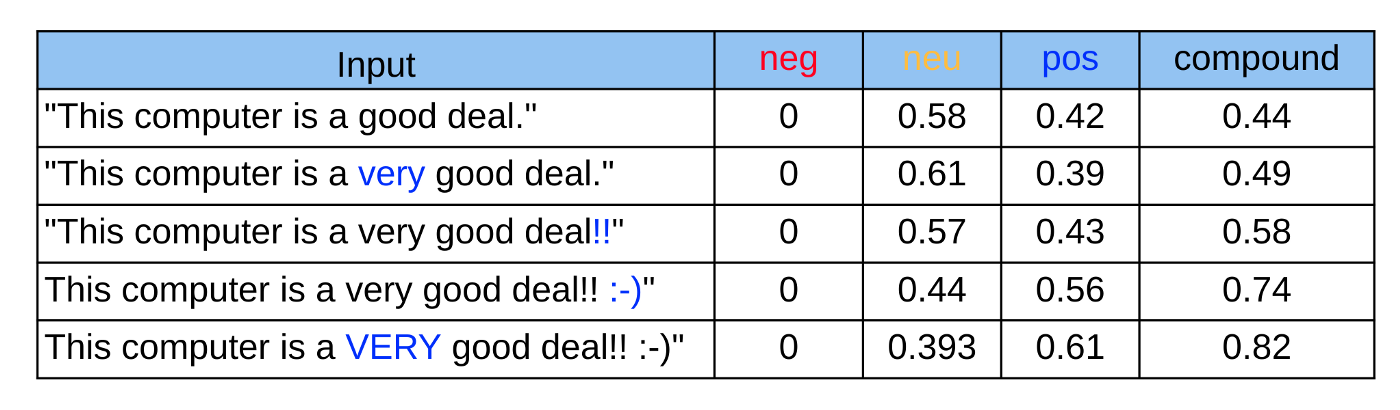 Input neg neu pos compound
"This computer is a good deal." 0 0.58 0.42 0.44
"This computer is a very good deal." 0 0.61 0.39 0.49
"This computer is a very good deal!!" 0 0.57 0.43 0.58
This computer is a very good deal!! :-)" 0 0.44 0.56 0.74
This computer is a VERY good deal!! :-)" 0 0.393 0.61 0.82